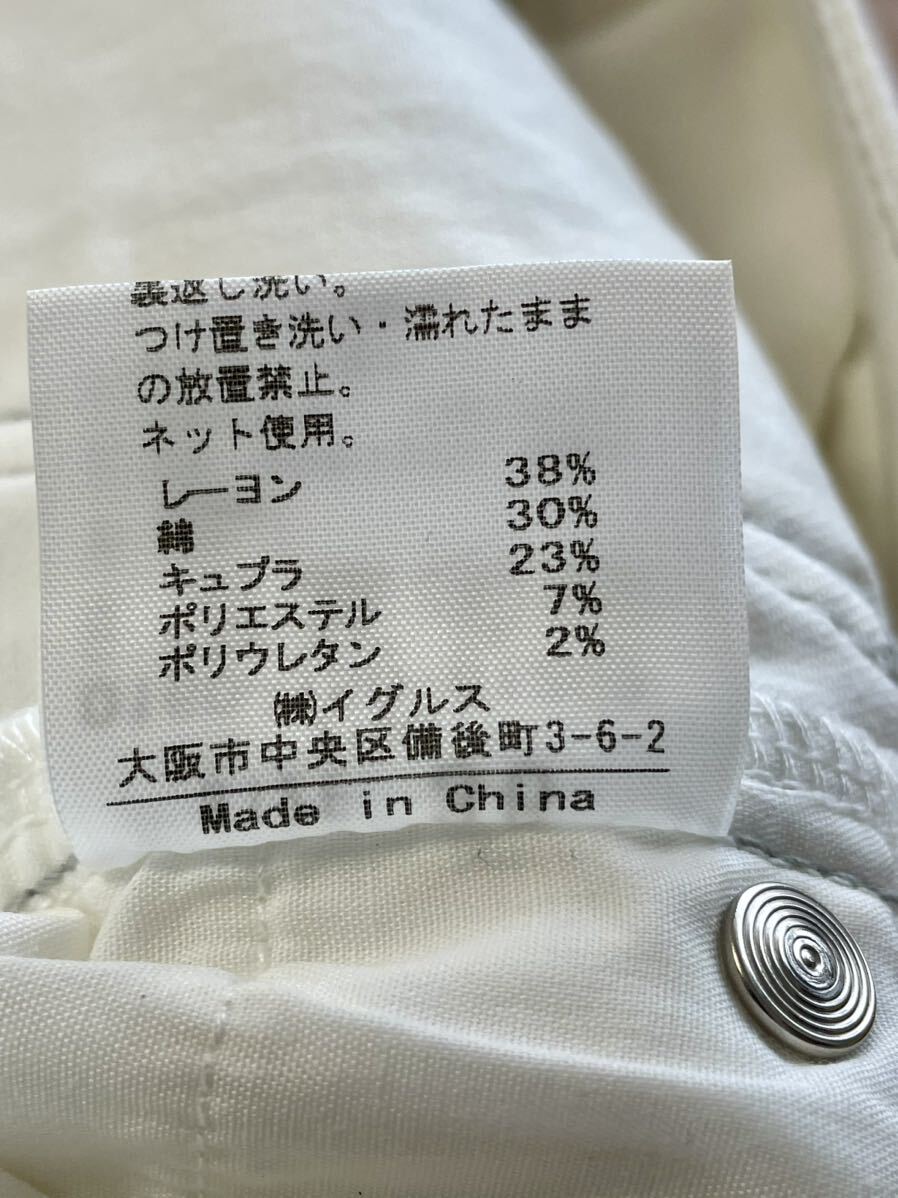 裏返し洗い。
つけ置き洗い・濡れたまま
の放置禁止。
ネット使用。
レーヨン 38%
綿 30%
キュプラ 23%
ポリエステル 7%
ポリウレタン 2%
㈱イグルス
大阪市中央区備後町3-6-2
Made in China